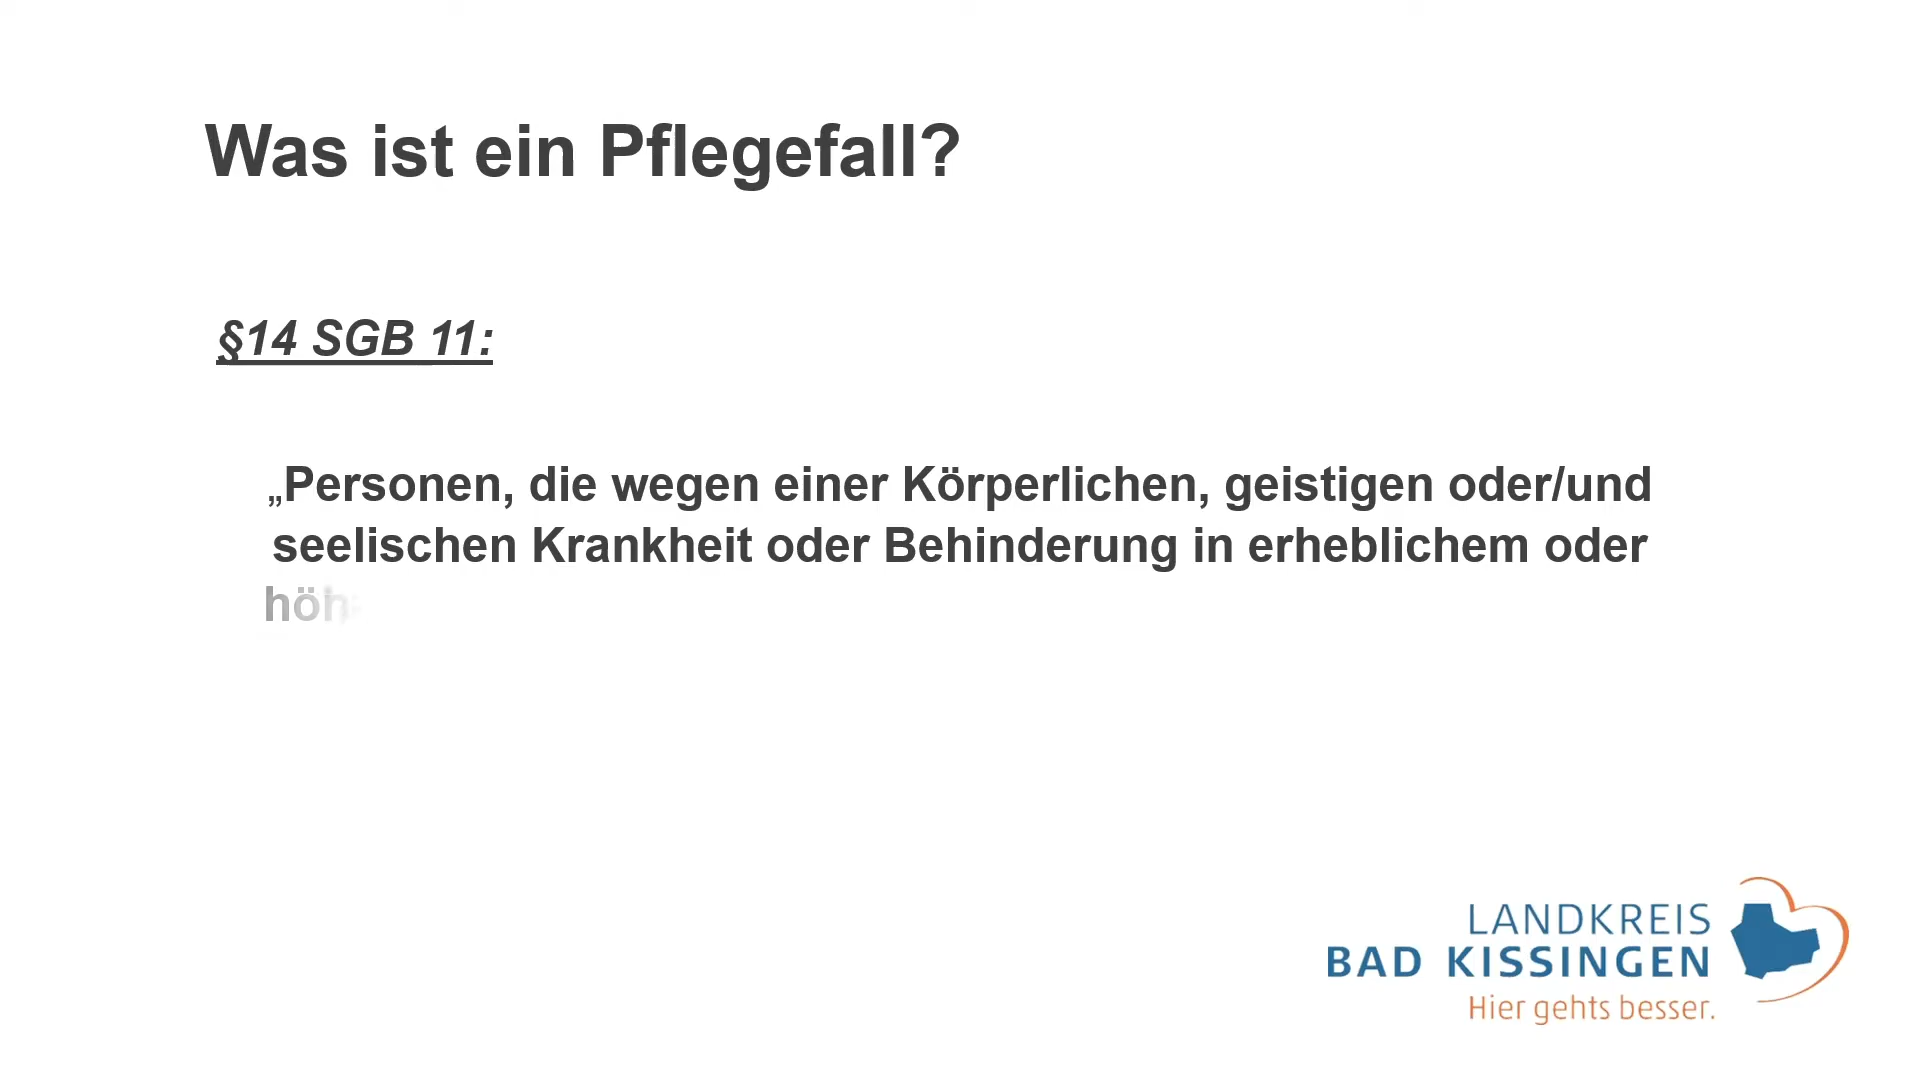 Was ist ein Pflegefall?
§14 SGB 11:
„Personen, die wegen einer Körperlichen, geistigen oder/und
seelischen Krankheit oder Behinderung in erheblichem oder
LANDKREIS
BAD KISSINGEN
Hier gehts besser.